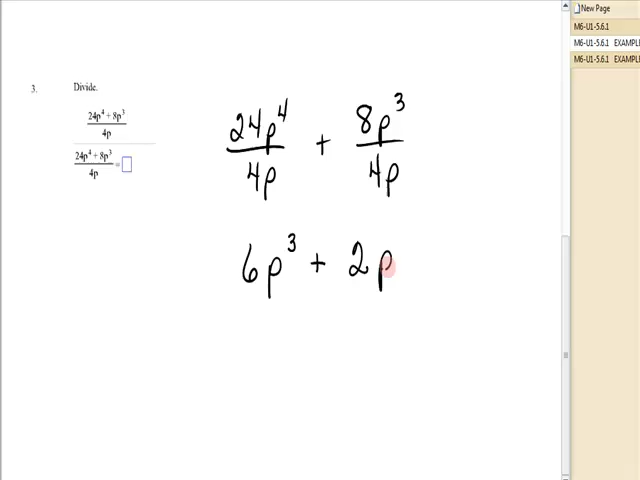 New Page
M6-U1-5.6.1
M6-U1-5.6.1 EXAMPLE
M6-U1-5.6.1 EXAMPL
3. Divide.
24p⁴ + 8p³
4p
24p⁴ + 8p³
4p
=
24p⁴ + 8p³
4p 4p
6p³ + 2p